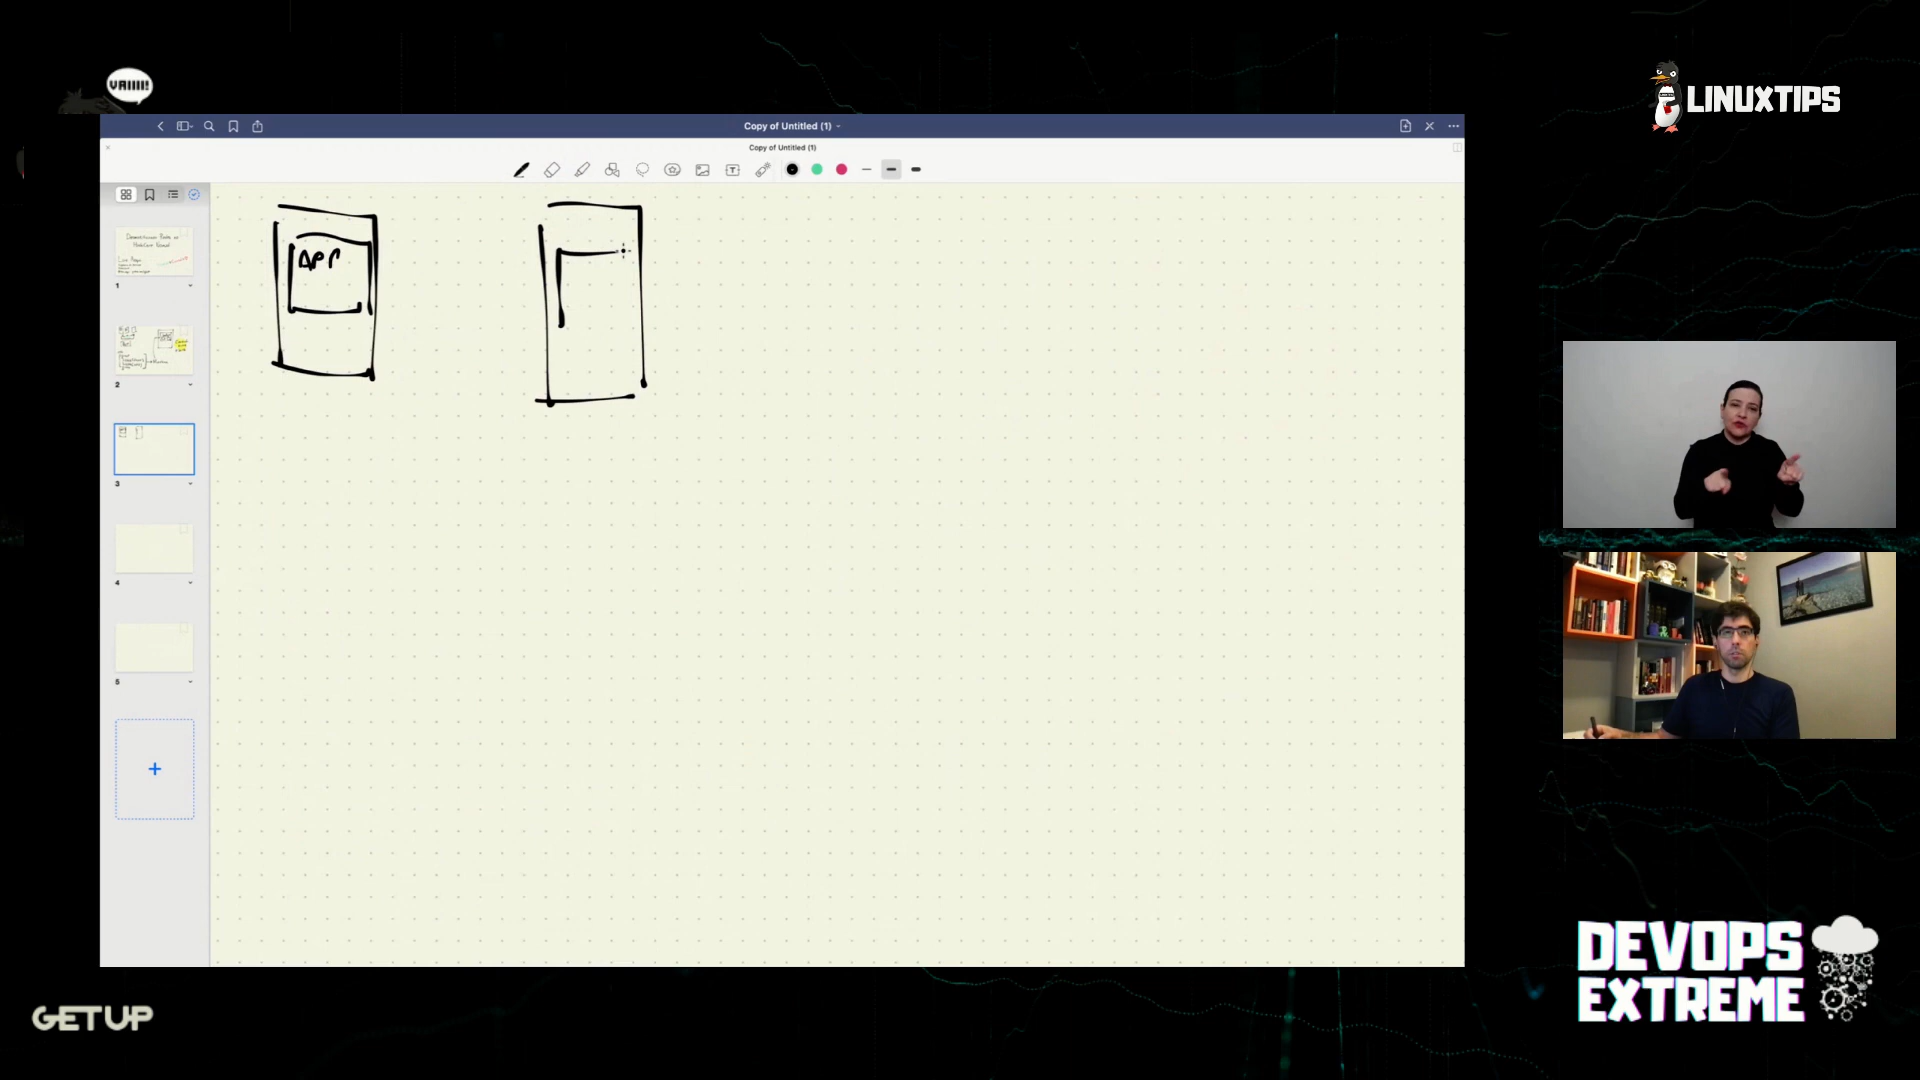 VAIIII!
LINUXTIPS
Copy of Untitled (1)
Copy of Untitled (1)
APP
1
2
3
4
5
GETUP
DEVOPS
EXTREME